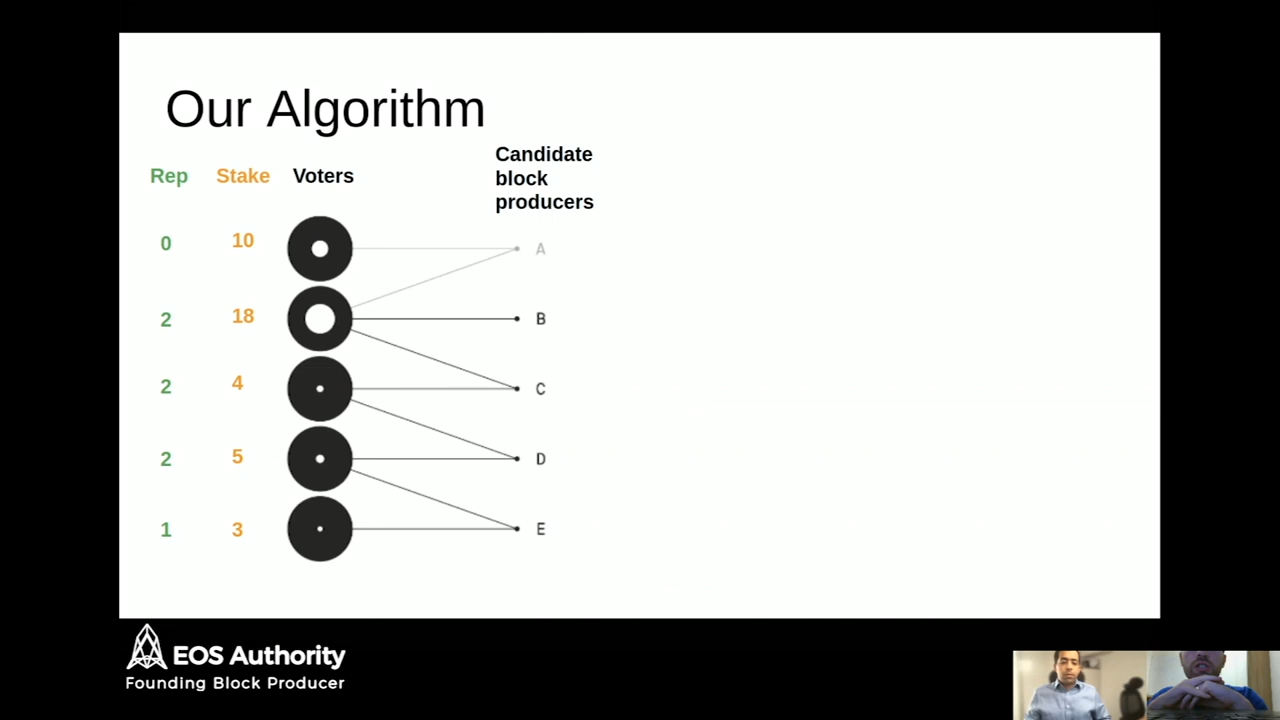 Our Algorithm
Rep Stake Voters Candidate
block
producers
0 10 A
2 18 B
2 4 C
2 5 D
1 3 E
EOS Authority
Founding Block Producer